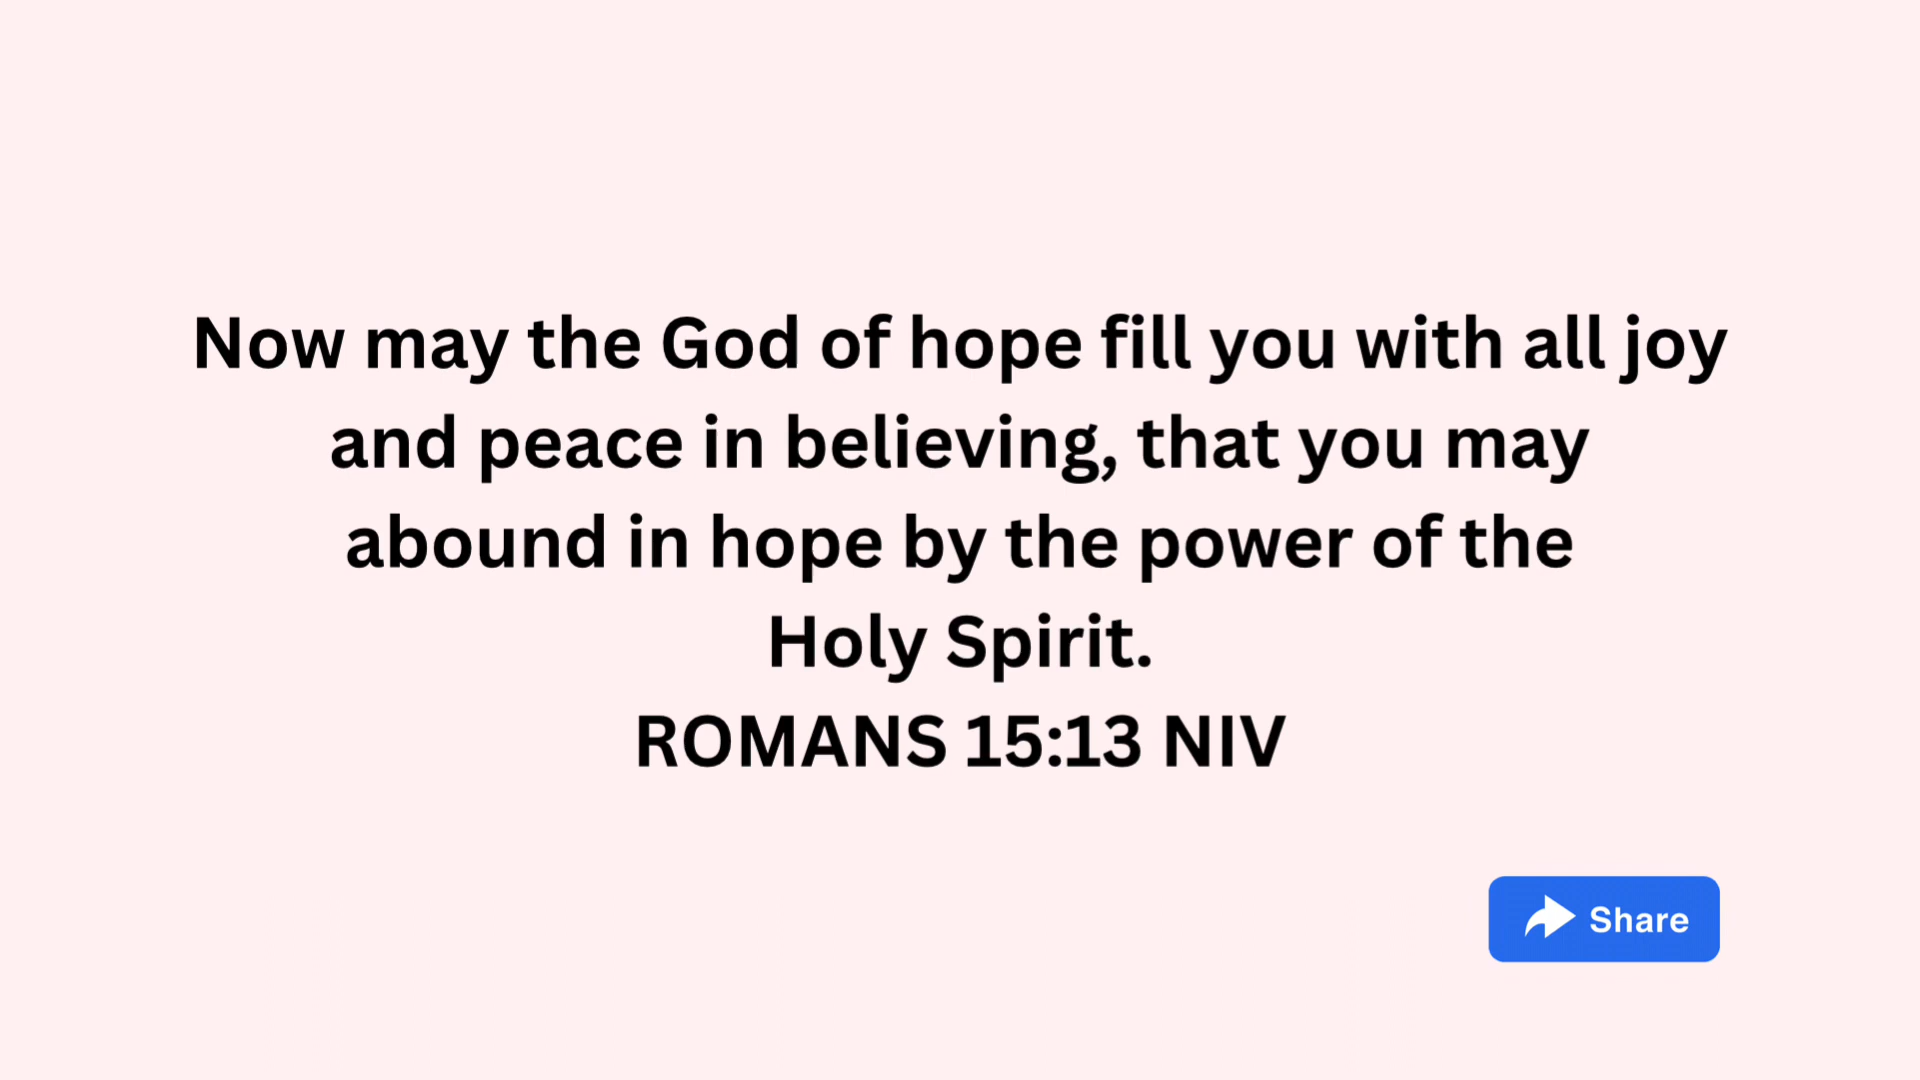 Now may the God of hope fill you with all joy
and peace in believing, that you may
abound in hope by the power of the
Holy Spirit.
ROMANS 15:13 NIV
Share